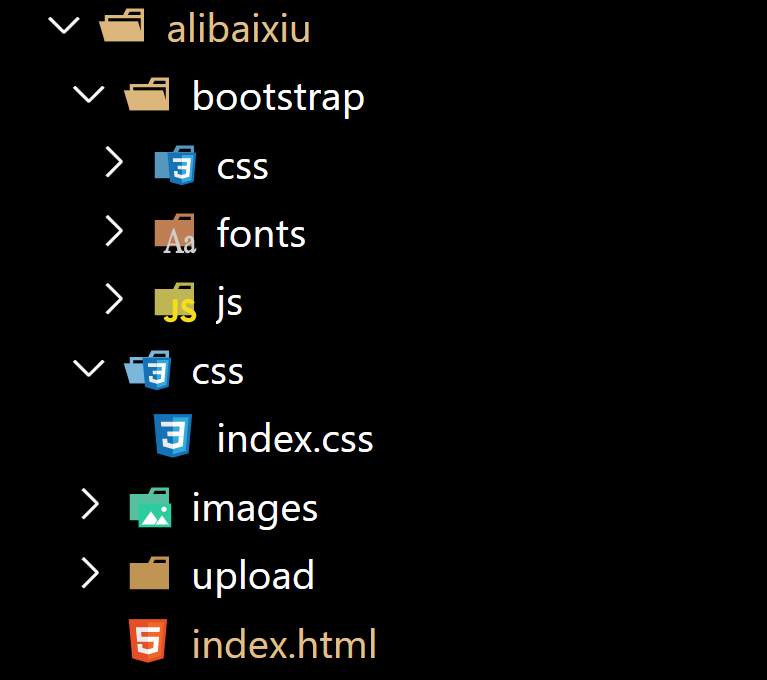 alibaixiu
bootstrap
css
fonts
js
css
index.css
images
upload
index.html